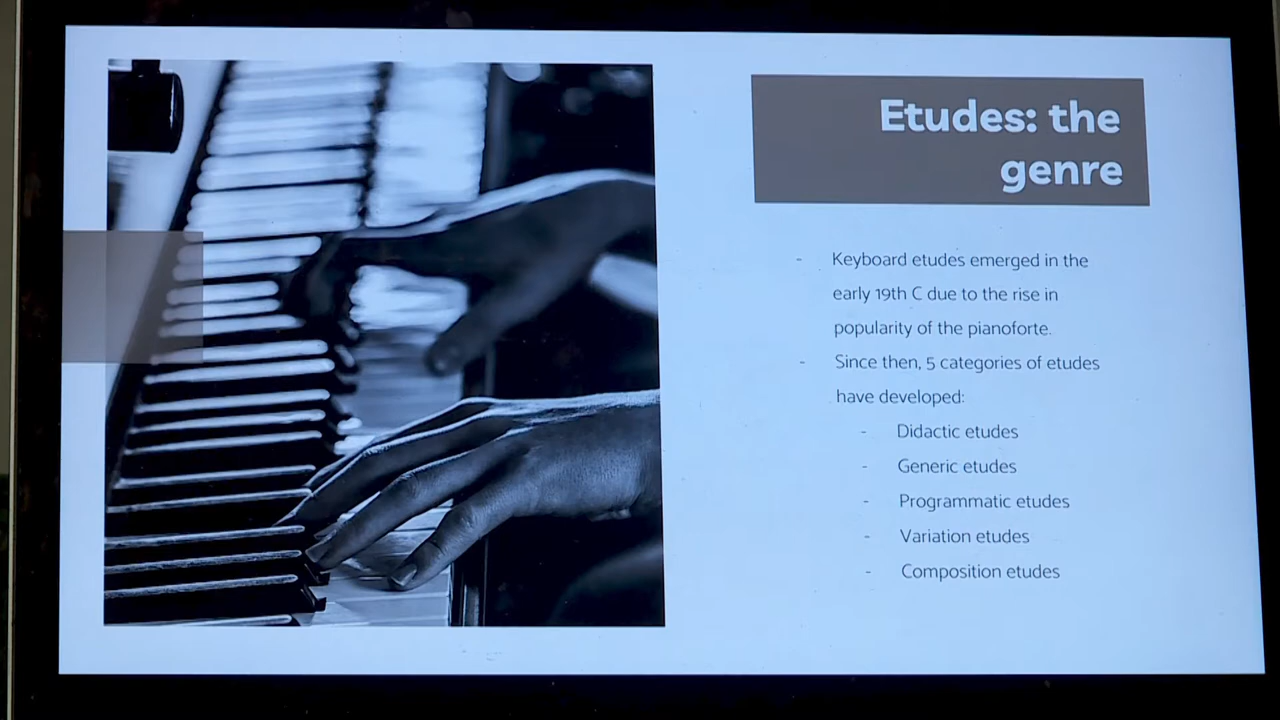 Etudes: the
genre
- Keyboard etudes emerged in the
early 19th C due to the rise in
popularity of the pianoforte.
- Since then, 5 categories of etudes
have developed:
- Didactic etudes
- Generic etudes
- Programmatic etudes
- Variation etudes
- Composition etudes